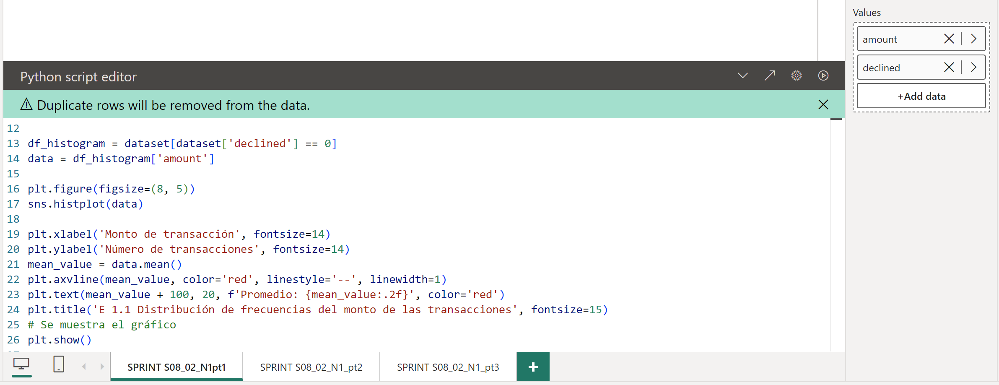 Values
amount
declined
+Add data
Python script editor
Duplicate rows will be removed from the data.
12
13 df_histogram = dataset[dataset['declined'] == 0]
14 data = df_histogram['amount']
15
16 plt.figure(figsize=(8, 5))
17 sns.histplot(data)
18
19 plt.xlabel('Monto de transacción', fontsize=14)
20 plt.ylabel('Número de transacciones', fontsize=14)
21 mean_value = data.mean()
22 plt.axvline(mean_value, color='red', linestyle='--', linewidth=1)
23 plt.text(mean_value + 100, 20, f'Promedio: {mean_value:.2f}', color='red')
24 plt.title('E 1.1 Distribución de frecuencias del monto de las transacciones', fontsize=15)
25 # Se muestra el gráfico
26 plt.show()
SPRINT S08_02_N1pt1
SPRINT S08_02_N1_pt2
SPRINT S08_02_N1_pt3